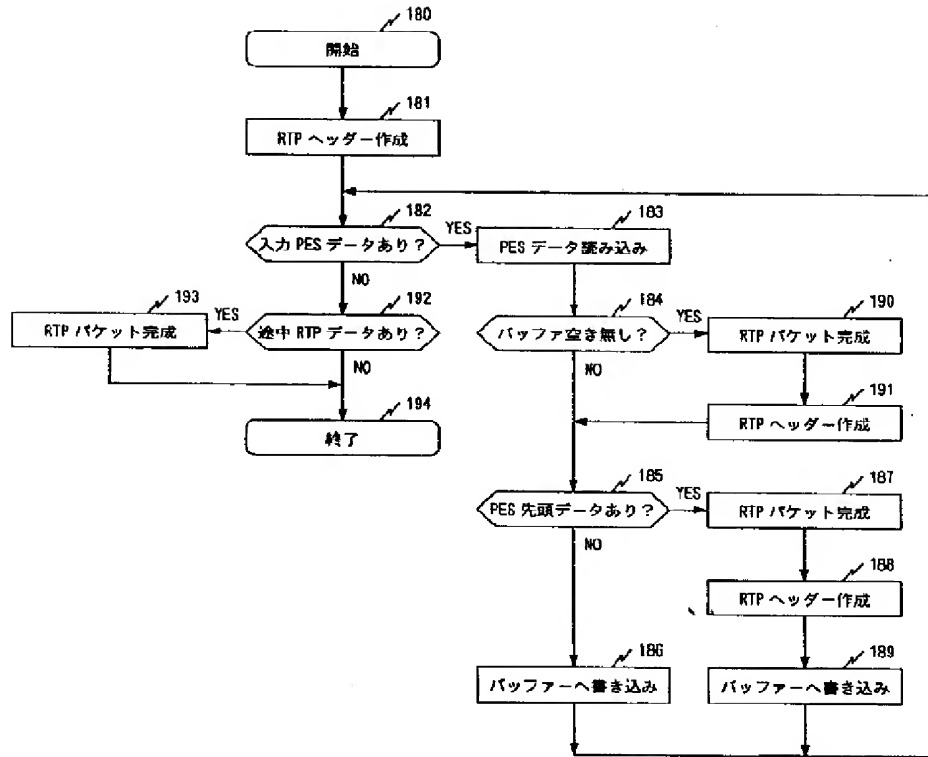 180
開始
181
RTP ヘッダー作成
182
入力 PES データあり?
YES
183
PES データ読み込み
NO
193
RTP パケット完成
YES
192
途中 RTP データあり?
NO
184
バッファ空き無し?
YES
190
RTP パケット完成
NO
191
RTP ヘッダー作成
194
終了
185
PES 先頭データあり?
YES
187
RTP パケット完成
NO
188
RTP ヘッダー作成
186
バッファーへ書き込み
189
バッファーへ書き込み